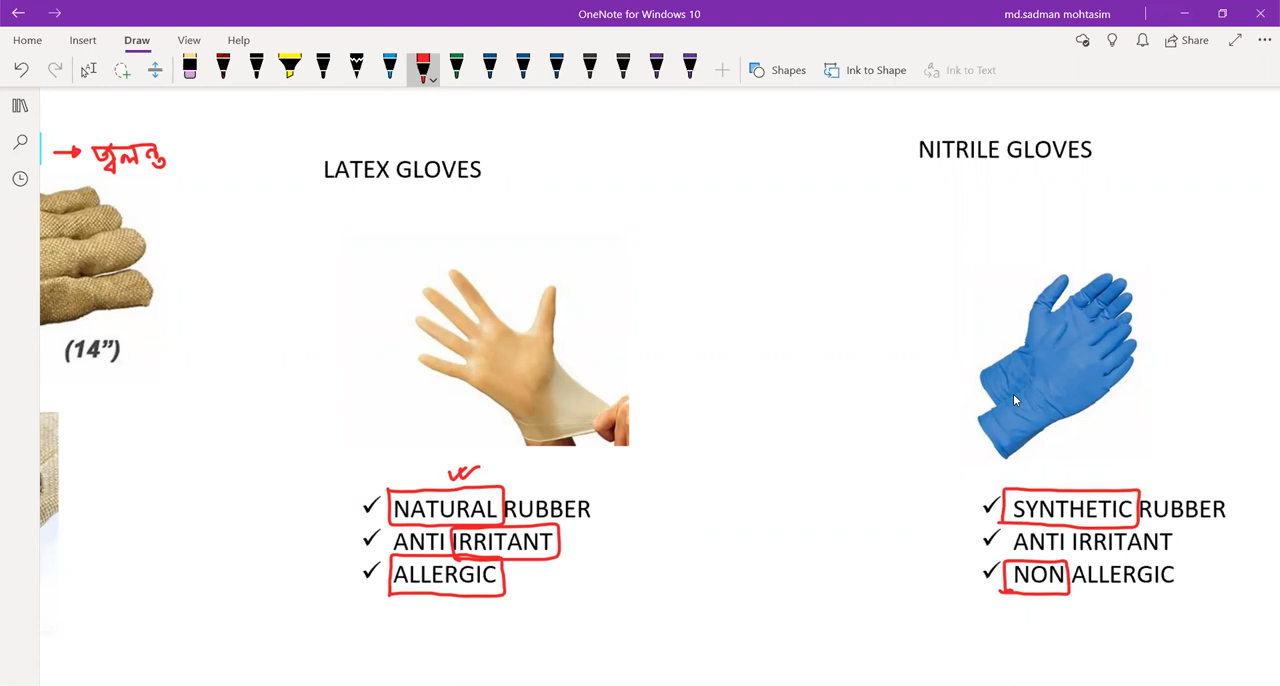 OneNote for Windows 10
md.sadman mohtasim
Home
Insert
Draw
View
Help
Shapes
Ink to Shape
Ink to Text
Share
→ জ্বলন্ত
(14”)
LATEX GLOVES
✓ NATURAL RUBBER
✓ ANTI IRRITANT
✓ ALLERGIC
NITRILE GLOVES
✓ SYNTHETIC RUBBER
✓ ANTI IRRITANT
✓ NON ALLERGIC